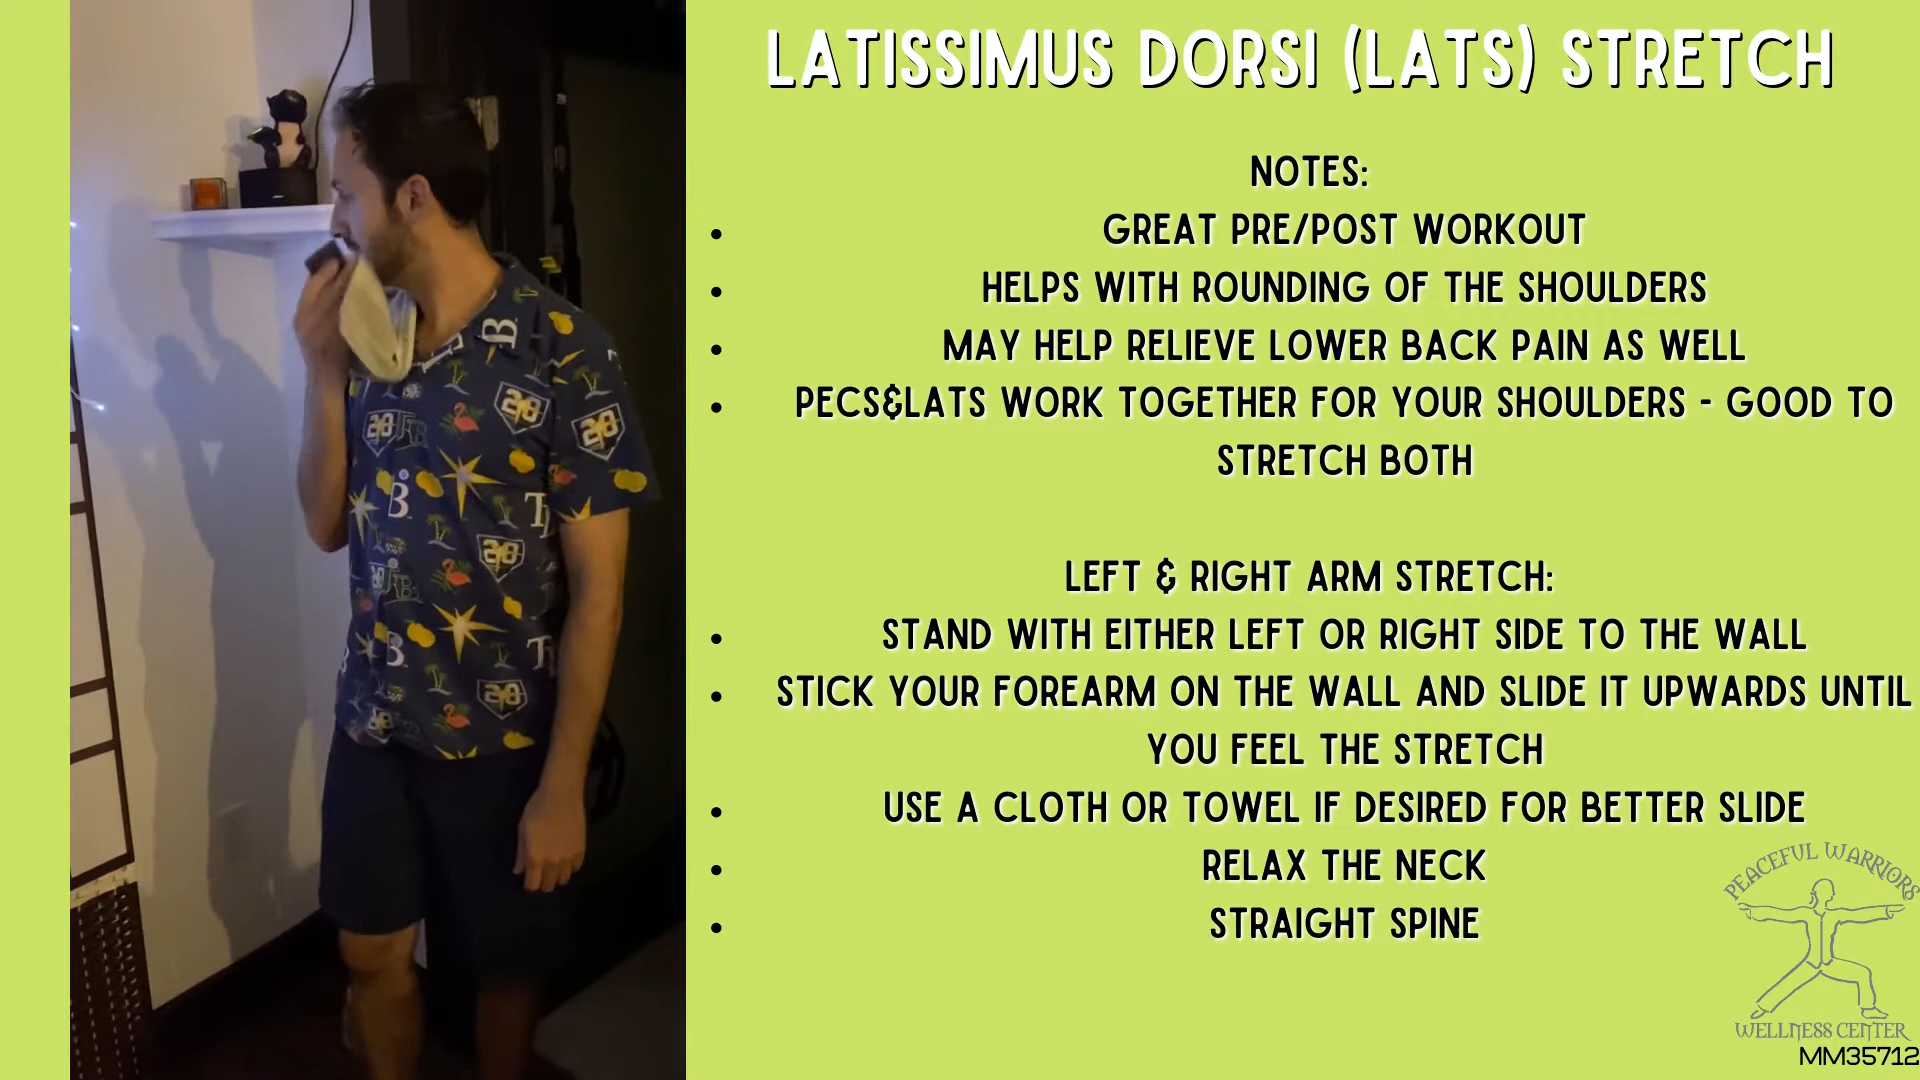 LATISSIMUS DORSI (LATS) STRETCH
NOTES:
• GREAT PRE/POST WORKOUT
• HELPS WITH ROUNDING OF THE SHOULDERS
• MAY HELP RELIEVE LOWER BACK PAIN AS WELL
• PECS&LATS WORK TOGETHER FOR YOUR SHOULDERS - GOOD TO
STRETCH BOTH
LEFT & RIGHT ARM STRETCH:
• STAND WITH EITHER LEFT OR RIGHT SIDE TO THE WALL
• STICK YOUR FOREARM ON THE WALL AND SLIDE IT UPWARDS UNTIL
YOU FEEL THE STRETCH
• USE A CLOTH OR TOWEL IF DESIRED FOR BETTER SLIDE
• RELAX THE NECK
• STRAIGHT SPINE
PEACEFUL WARRIORS
WELLNESS CENTER
MM35712